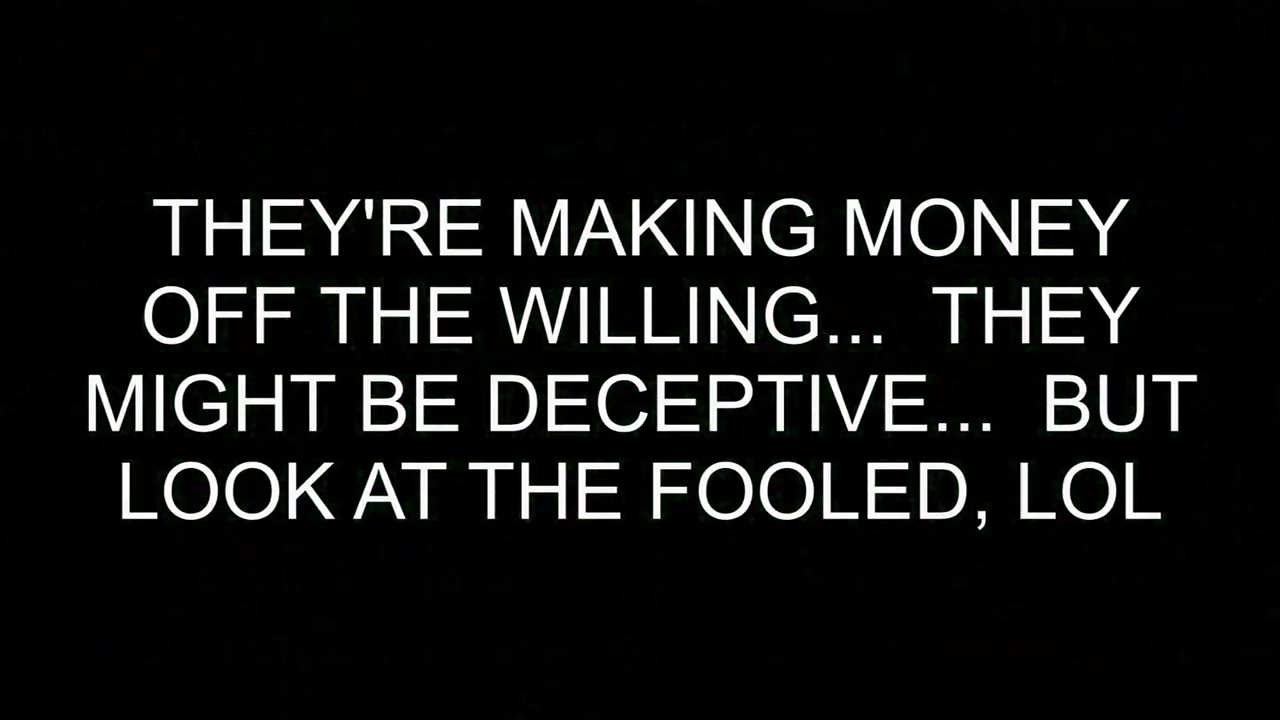 THEY'RE MAKING MONEY
OFF THE WILLING...  THEY
MIGHT BE DECEPTIVE...  BUT
LOOK AT THE FOOLED, LOL